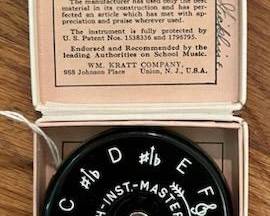 The manufacturer has used only the best
material in its construction and has per-
fected an article which has met with ap-
preciation and praise wherever used.
The instrument is fully protected by
U. S. Patent Nos. 1538336 and 1796795.
Endorsed and Recommended by the
leading Authorities on School Music.
WM. KRATT COMPANY
988 Johnson Place Union, N. J., U.S.A.
C #/b D #/b E F
H-INST-MASTER